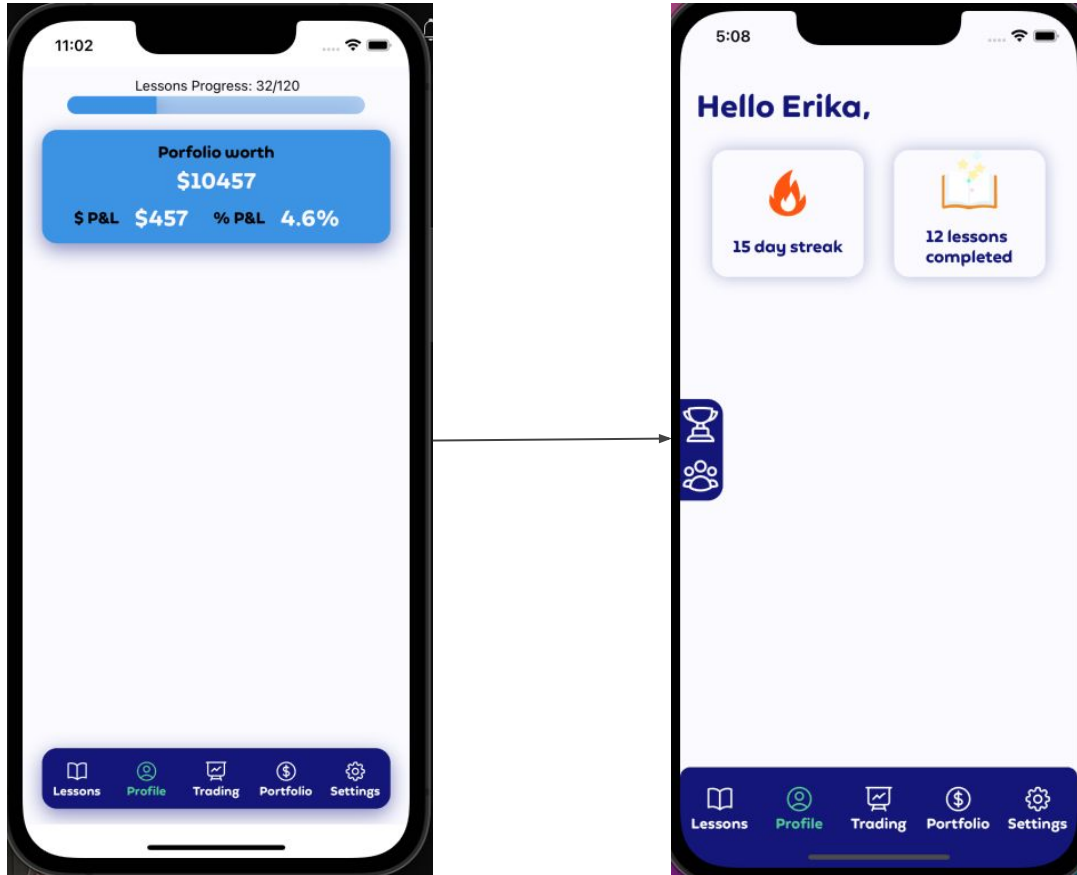 11:02
Lessons Progress: 32/120
Porfolio worth
$10457
$ P&L $457 % P&L 4.6%
Lessons Profile Trading Portfolio Settings
5:08
Hello Erika,
15 day streak
12 lessons
completed
Lessons Profile Trading Portfolio Settings